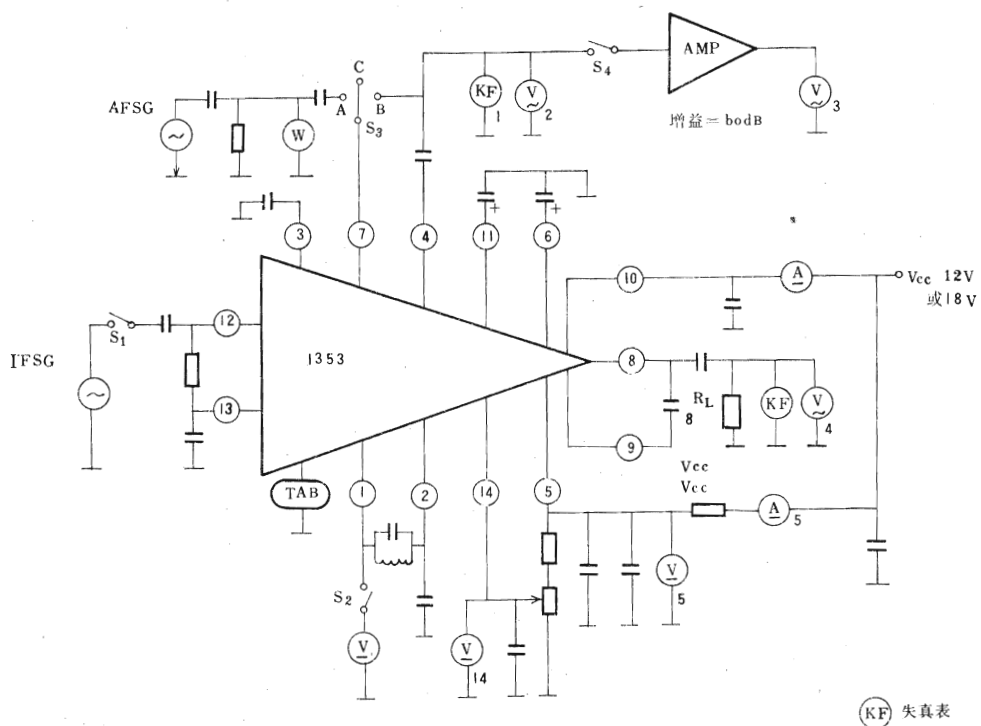 C
AMP
S4
AFSG
A
B
KF
1
V
2
V
3
W
S3
增益=bodB
3
7
4
11
6
10
A
Vcc 12V
或18V
S1
12
1353
8
IFSG
13
RL
KF
V
4
8
9
TAB
1
2
14
5
Vcc
Vcc
A
5
S2
V
5
V
V
14
KF 失真表